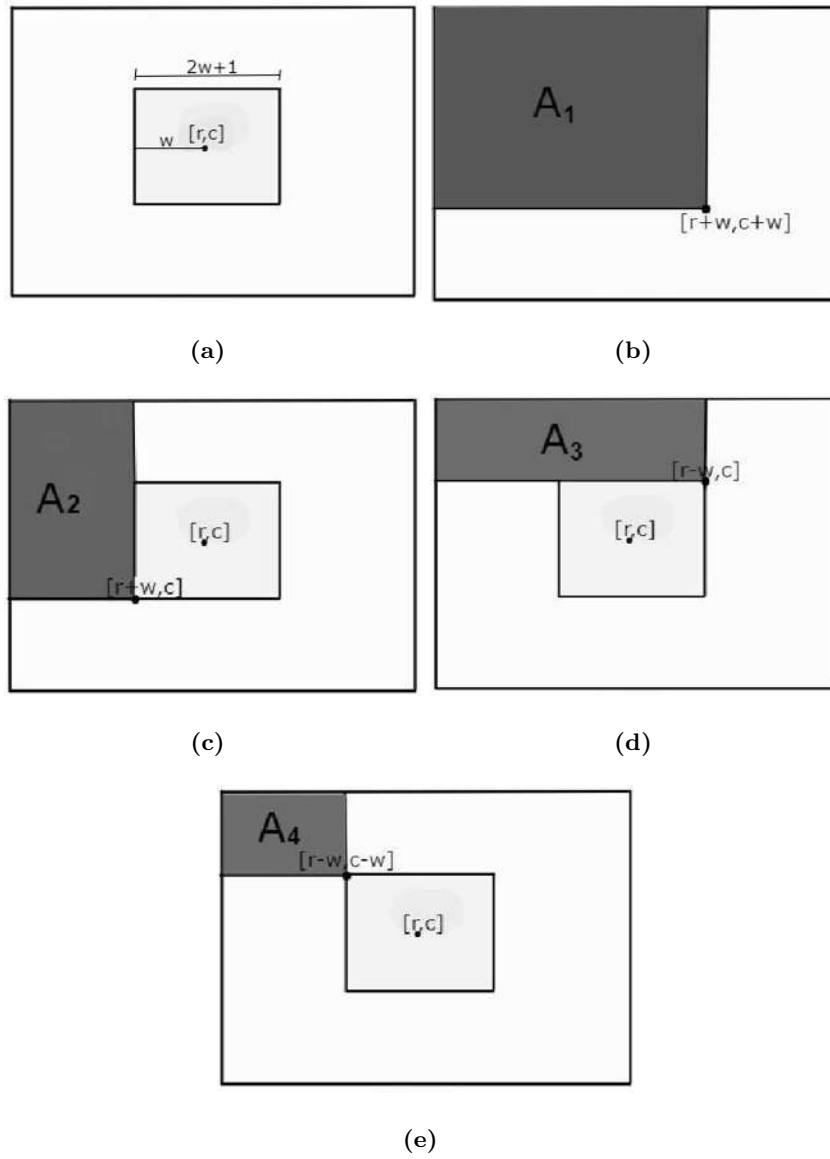 2w+1
[r,c]
w
A1
[r+w,c+w]
(a)
(b)
A2
[r,c]
[r+w,c]
A3
[r-w,c]
[r,c]
(c)
(d)
A4
[r-w,c-w]
[r,c]
(e)